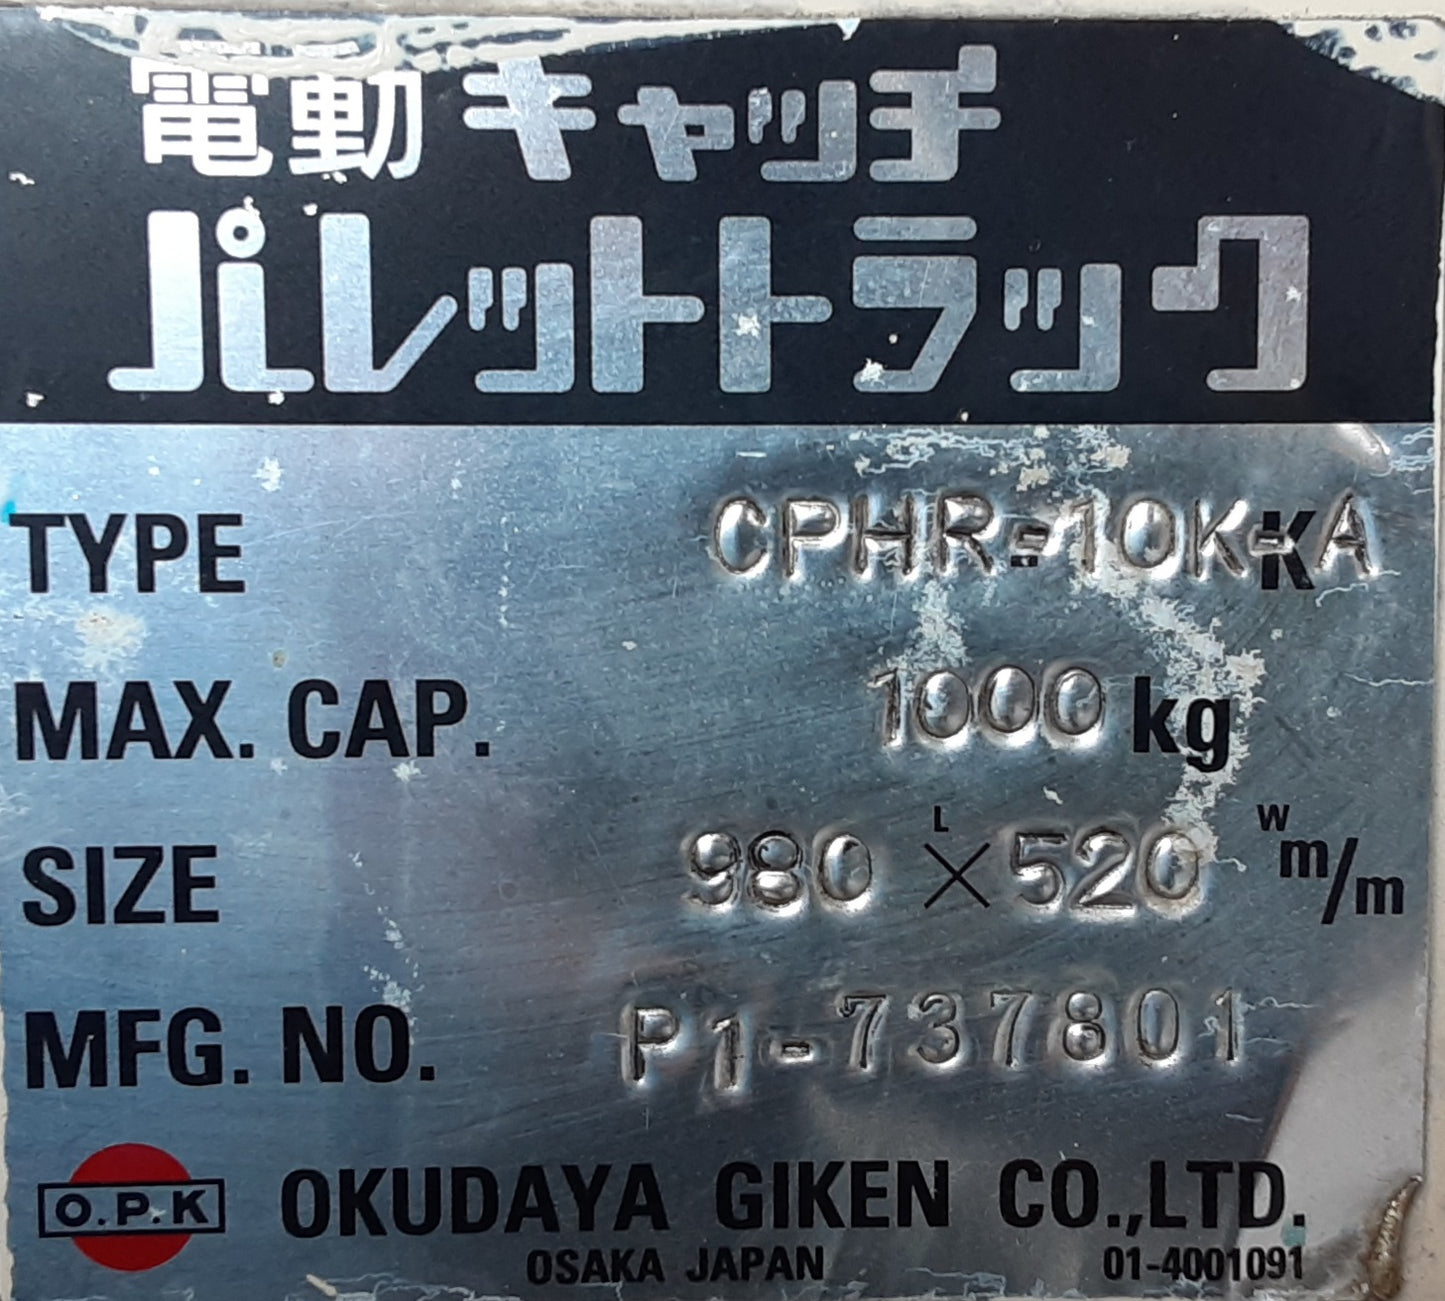 電動キャッチ
パレットトラック
TYPE CPHR-10K-KA
MAX. CAP. 1000 kg
SIZE 980 L × 520 W m/m
MFG. NO. P1-737801
O.P.K OKUDAYA GIKEN CO.,LTD.
OSAKA JAPAN 01-4001091